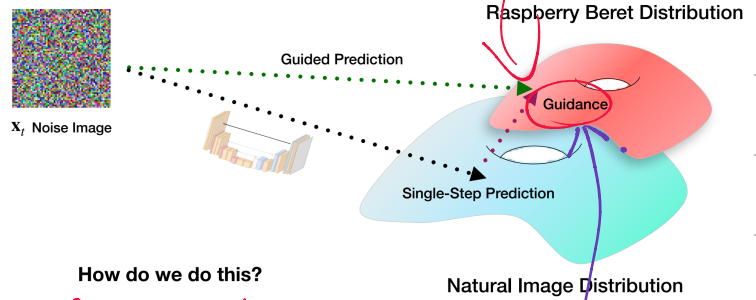 Raspberry Beret Distribution
Guided Prediction
Guidance
𝐱ₜ Noise Image
Single-Step Prediction
How do we do this?
Natural Image Distribution